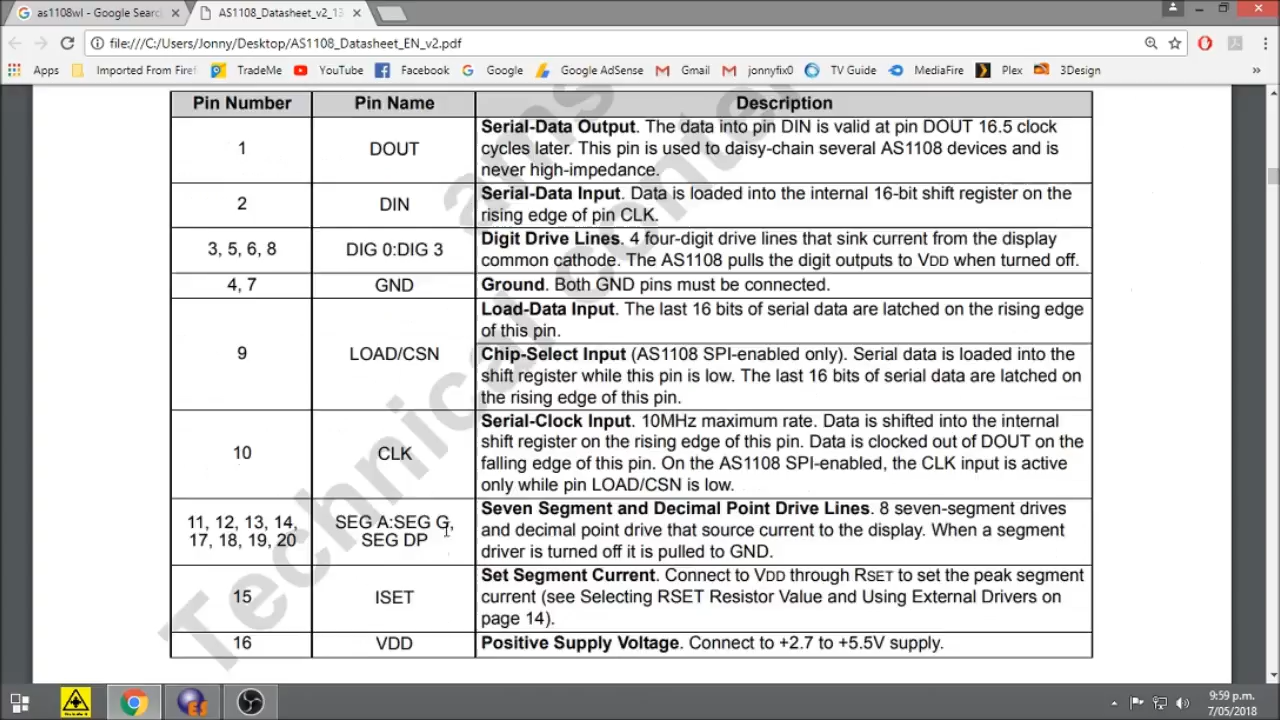 as1108wl - Google Searc
AS1108_Datasheet_v2_13
file:///C:/Users/Jonny/Desktop/AS1108_Datasheet_EN_v2.pdf
Apps
Imported From Firef
TradeMe
YouTube
Facebook
Google
Google AdSense
Gmail
jonnyfix0
TV Guide
MediaFire
Plex
3Design
»
Pin Number Pin Name Description
1 DOUT
Serial-Data Output. The data into pin DIN is valid at pin DOUT 16.5 clock
cycles later. This pin is used to daisy-chain several AS1108 devices and is
never high-impedance.
2 DIN
Serial-Data Input. Data is loaded into the internal 16-bit shift register on the
rising edge of pin CLK.
3, 5, 6, 8 DIG 0:DIG 3
Digit Drive Lines. 4 four-digit drive lines that sink current from the display
common cathode. The AS1108 pulls the digit outputs to VDD when turned off.
4, 7 GND Ground. Both GND pins must be connected.
9 LOAD/CSN
Load-Data Input. The last 16 bits of serial data are latched on the rising edge
of this pin.
Chip-Select Input (AS1108 SPI-enabled only). Serial data is loaded into the
shift register while this pin is low. The last 16 bits of serial data are latched on
the rising edge of this pin.
10 CLK
Serial-Clock Input. 10MHz maximum rate. Data is shifted into the internal
shift register on the rising edge of this pin. Data is clocked out of DOUT on the
falling edge of this pin. On the AS1108 SPI-enabled, the CLK input is active
only while pin LOAD/CSN is low.
11, 12, 13, 14,
17, 18, 19, 20
SEG A:SEG G,
SEG DP
Seven Segment and Decimal Point Drive Lines. 8 seven-segment drives
and decimal point drive that source current to the display. When a segment
driver is turned off it is pulled to GND.
15 ISET
Set Segment Current. Connect to VDD through RSET to set the peak segment
current (see Selecting RSET Resistor Value and Using External Drivers on
page 14).
16 VDD Positive Supply Voltage. Connect to +2.7 to +5.5V supply.
ams
Technical conte
9:59 p.m.
7/05/2018